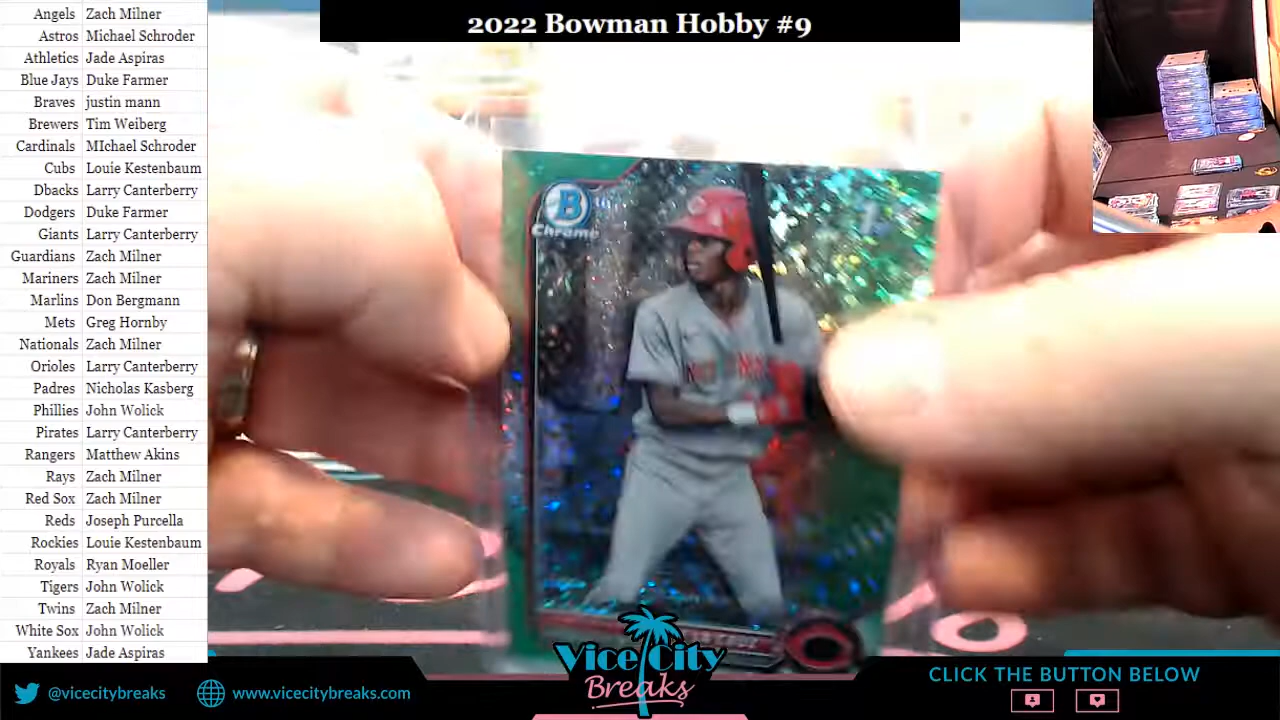 2022 Bowman Hobby #9
Angels Zach Milner
Astros Michael Schroder
Athletics Jade Aspiras
Blue Jays Duke Farmer
Braves justin mann
Brewers Tim Weiberg
Cardinals MIchael Schroder
Cubs Louie Kestenbaum
Dbacks Larry Canterberry
Dodgers Duke Farmer
Giants Larry Canterberry
Guardians Zach Milner
Mariners Zach Milner
Marlins Don Bergmann
Mets Greg Hornby
Nationals Zach Milner
Orioles Larry Canterberry
Padres Nicholas Kasberg
Phillies John Wolick
Pirates Larry Canterberry
Rangers Matthew Akins
Rays Zach Milner
Red Sox Zach Milner
Reds Joseph Purcella
Rockies Louie Kestenbaum
Royals Ryan Moeller
Tigers John Wolick
Twins Zach Milner
White Sox John Wolick
Yankees Jade Aspiras
B
Chrome
Vice City
Breaks
@vicecitybreaks
www.vicecitybreaks.com
CLICK THE BUTTON BELOW